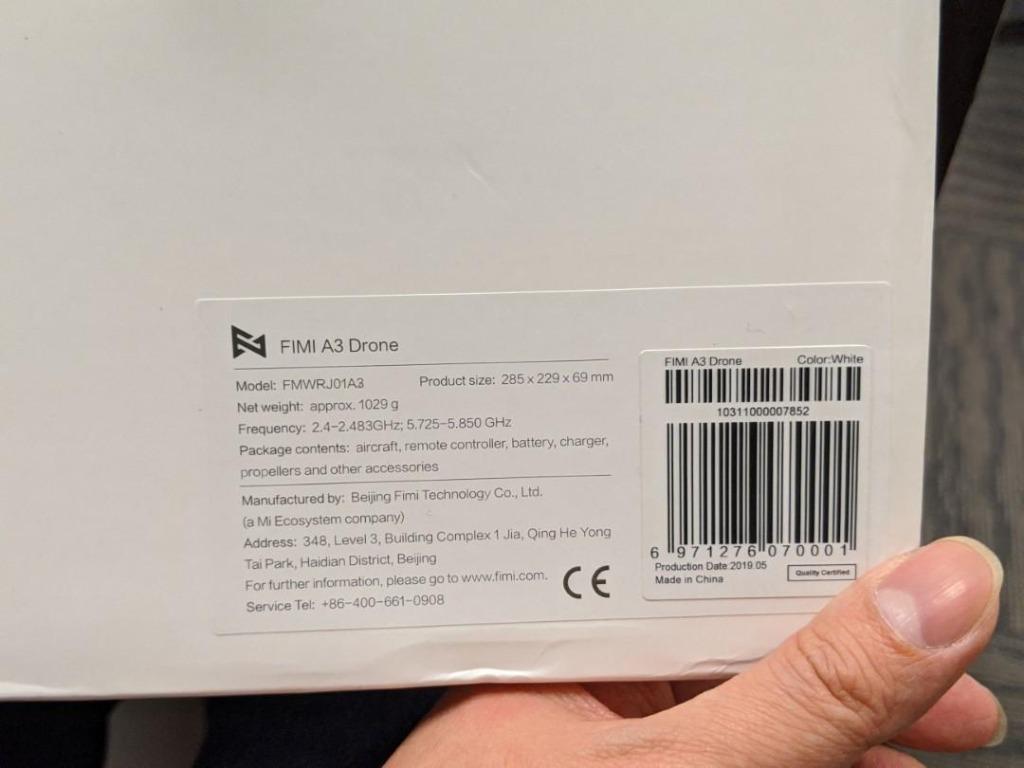 FIMI A3 Drone
Model: FMWRJ01A3 Product size: 285 x 229 x 69 mm
Net weight: approx. 1029 g
Frequency: 2.4-2.483GHz; 5.725-5.850 GHz
Package contents: aircraft, remote controller, battery, charger,
propellers and other accessories
Manufactured by: Beijing Fimi Technology Co., Ltd.
(a Mi Ecosystem company)
Address: 348, Level 3, Building Complex 1 Jia, Qing He Yong
Tai Park, Haidian District, Beijing
For further information, please go to www.fimi.com.
Service Tel: +86-400-661-0908
CE
FIMI A3 Drone Color:White
10311000007852
6 971276 070001
Production Date:2019.05
Made in China
Quality Certified